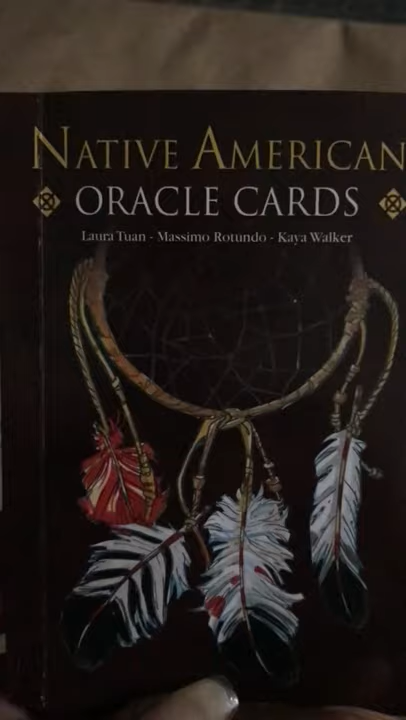 NATIVE AMERICAN
ORACLE CARDS
Laura Tuan - Massimo Rotundo - Kaya Walker